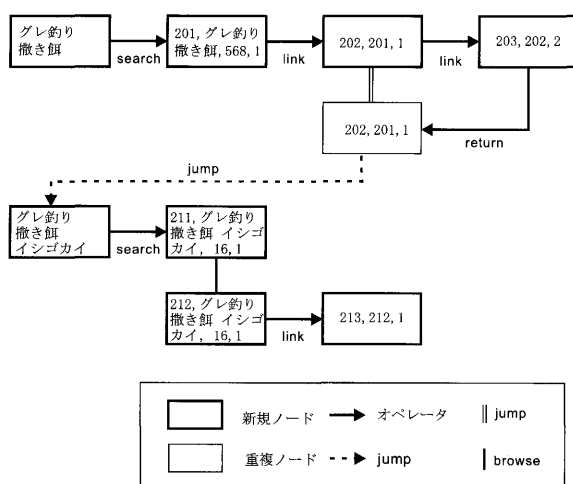 グレ釣り
撒き餌
search
201, グレ釣り
撒き餌, 568, 1
link
202, 201, 1
link
203, 202, 2
202, 201, 1
return
jump
グレ釣り
撒き餌
イシゴカイ
search
211, グレ釣り
撒き餌 イシゴ
カイ, 16, 1
212, グレ釣り
撒き餌 イシゴ
カイ, 16, 1
link
213, 212, 1
新規ノード
オペレータ
jump
重複ノード
jump
browse